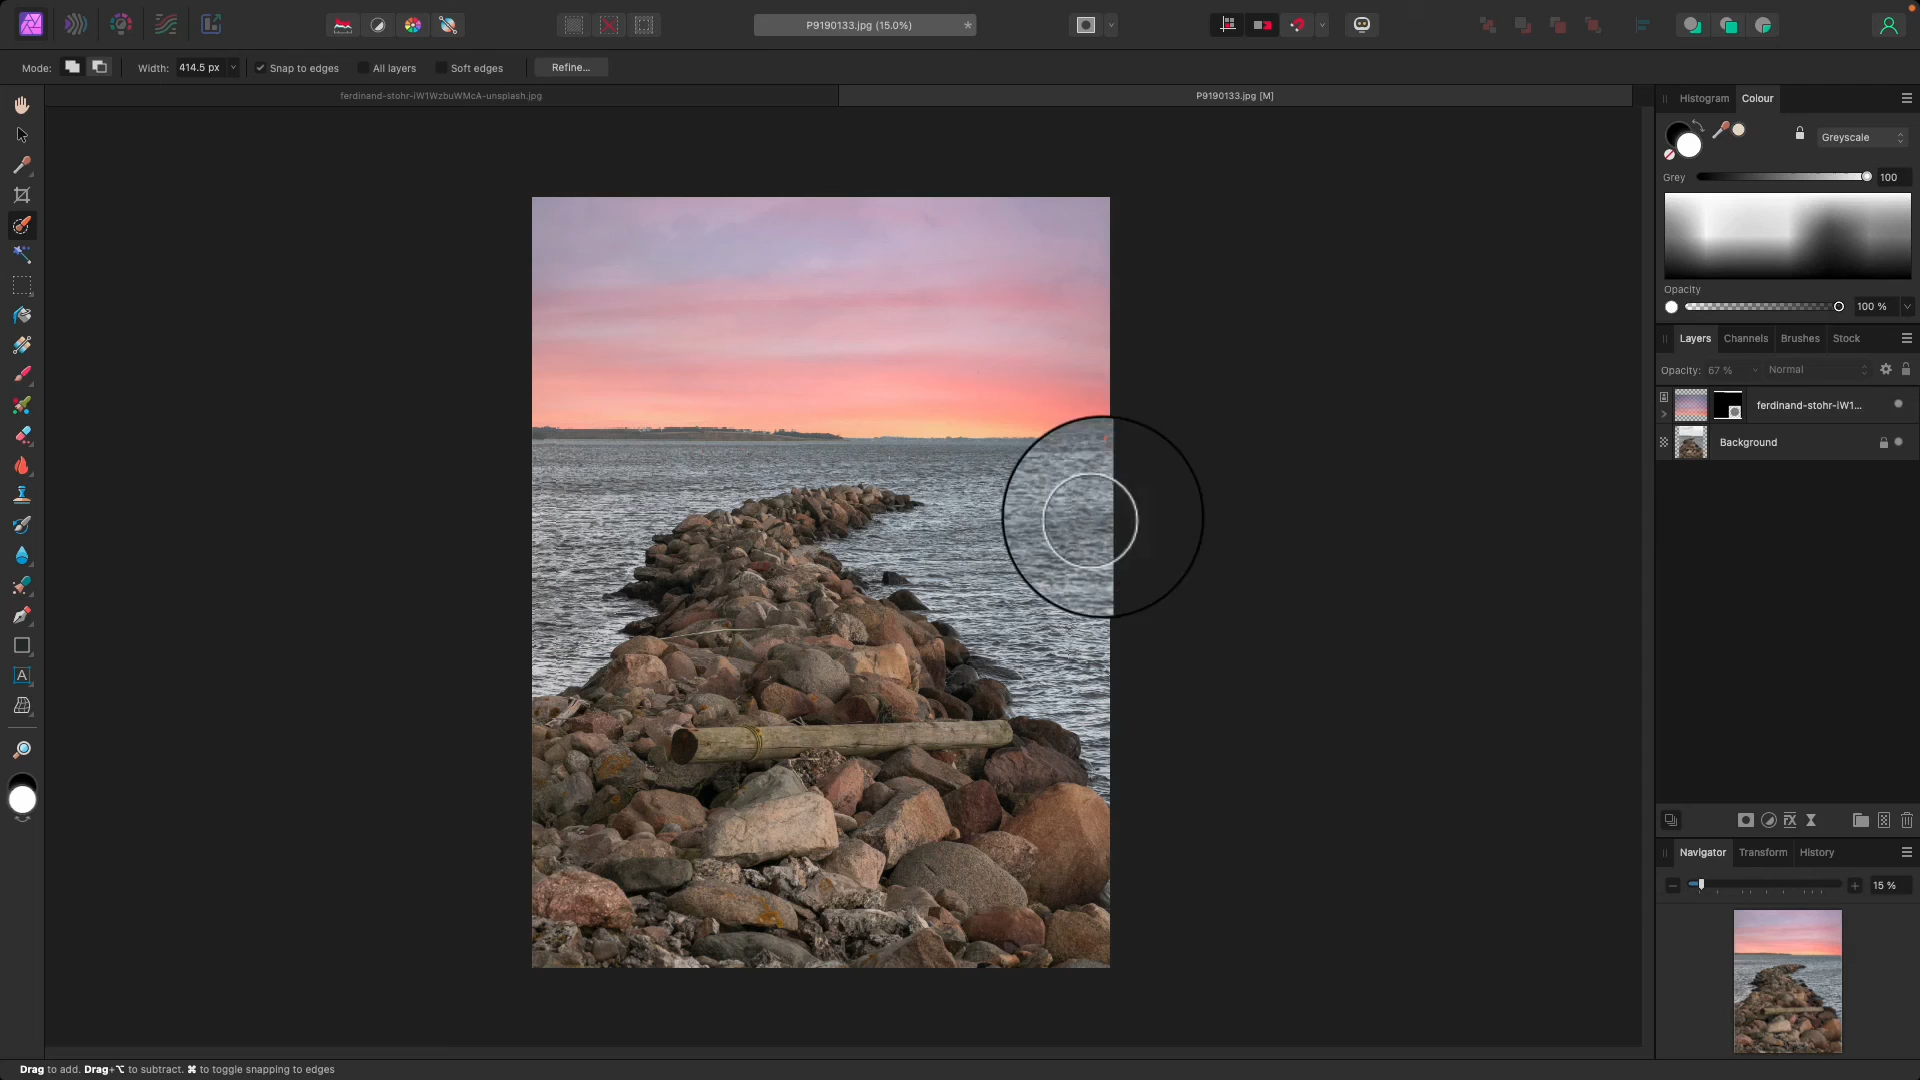 P9190133.jpg (15.0%)
*
Mode:
Width: 414.5 px
Snap to edges
All layers
Soft edges
Refine...
ferdinand-stohr-iW1WzbuWMcA-unsplash.jpg
P9190133.jpg [M]
Histogram
Colour
Greyscale
Grey
100
Opacity
100 %
Layers
Channels
Brushes
Stock
Opacity: 67 %
Normal
ferdinand-stohr-iW1...
Background
fx
Navigator
Transform
History
15 %
A
Drag to add. Drag+⌥ to subtract. ⌘ to toggle snapping to edges